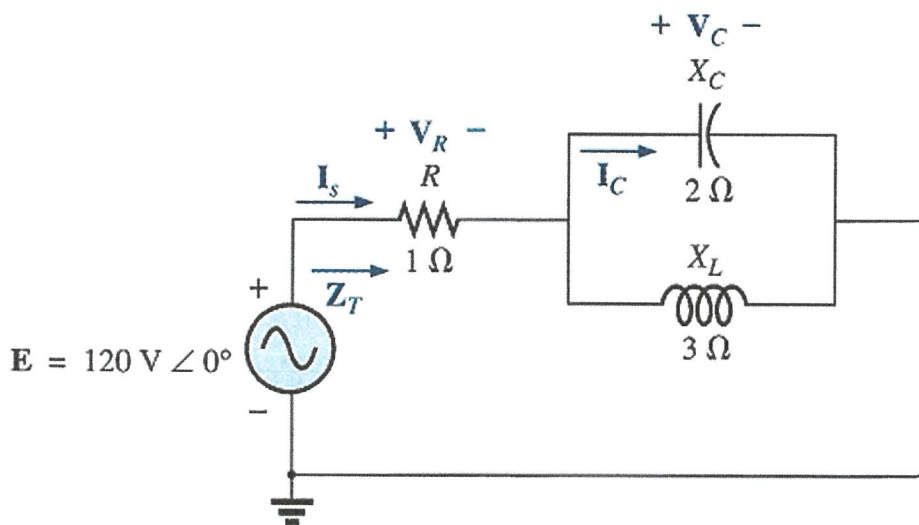 + V_C −
X_C
+ V_R −
I_s
R
I_C
2 Ω
1 Ω
X_L
Z_T
+
3 Ω
E = 120 V ∠ 0°
−